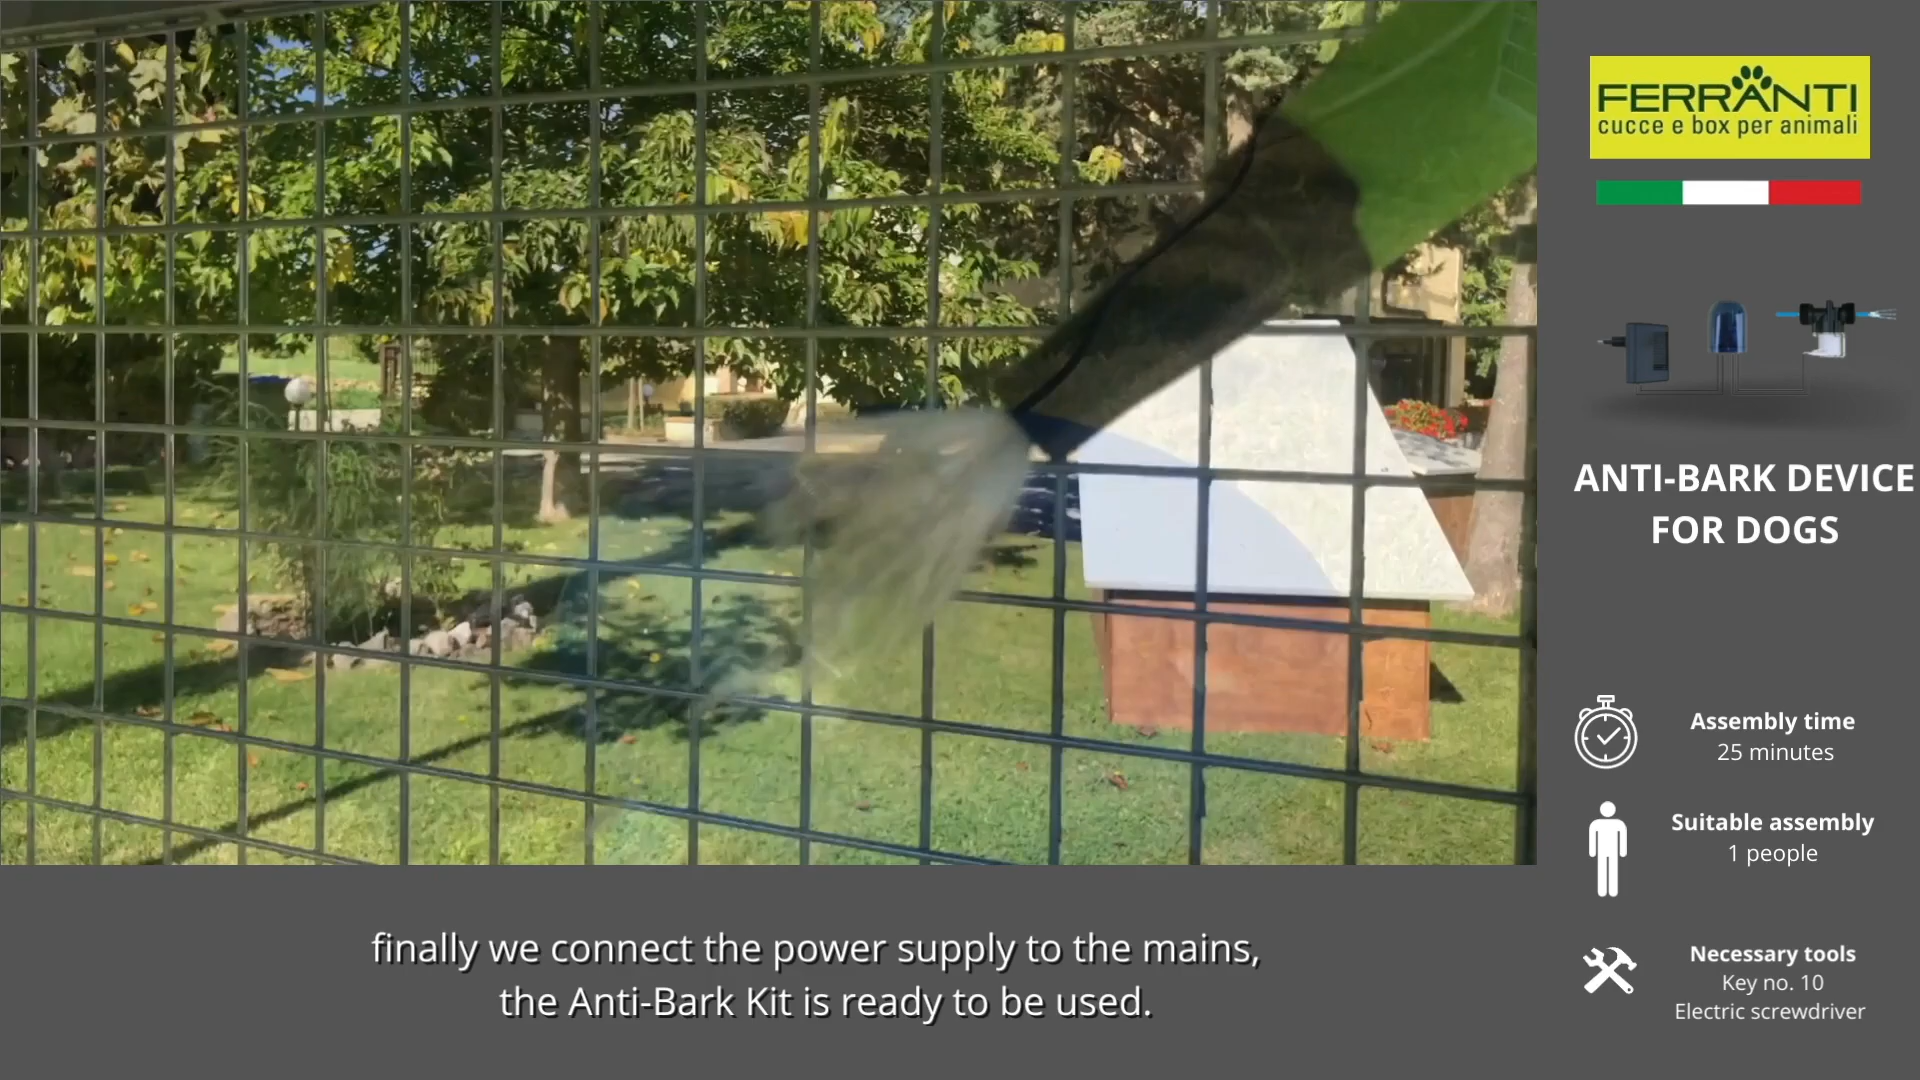 FERRANTI
cucce e box per animali
ANTI-BARK DEVICE
FOR DOGS
Assembly time
25 minutes
Suitable assembly
1 people
Necessary tools
Key no. 10
Electric screwdriver
finally we connect the power supply to the mains,
the Anti-Bark Kit is ready to be used.